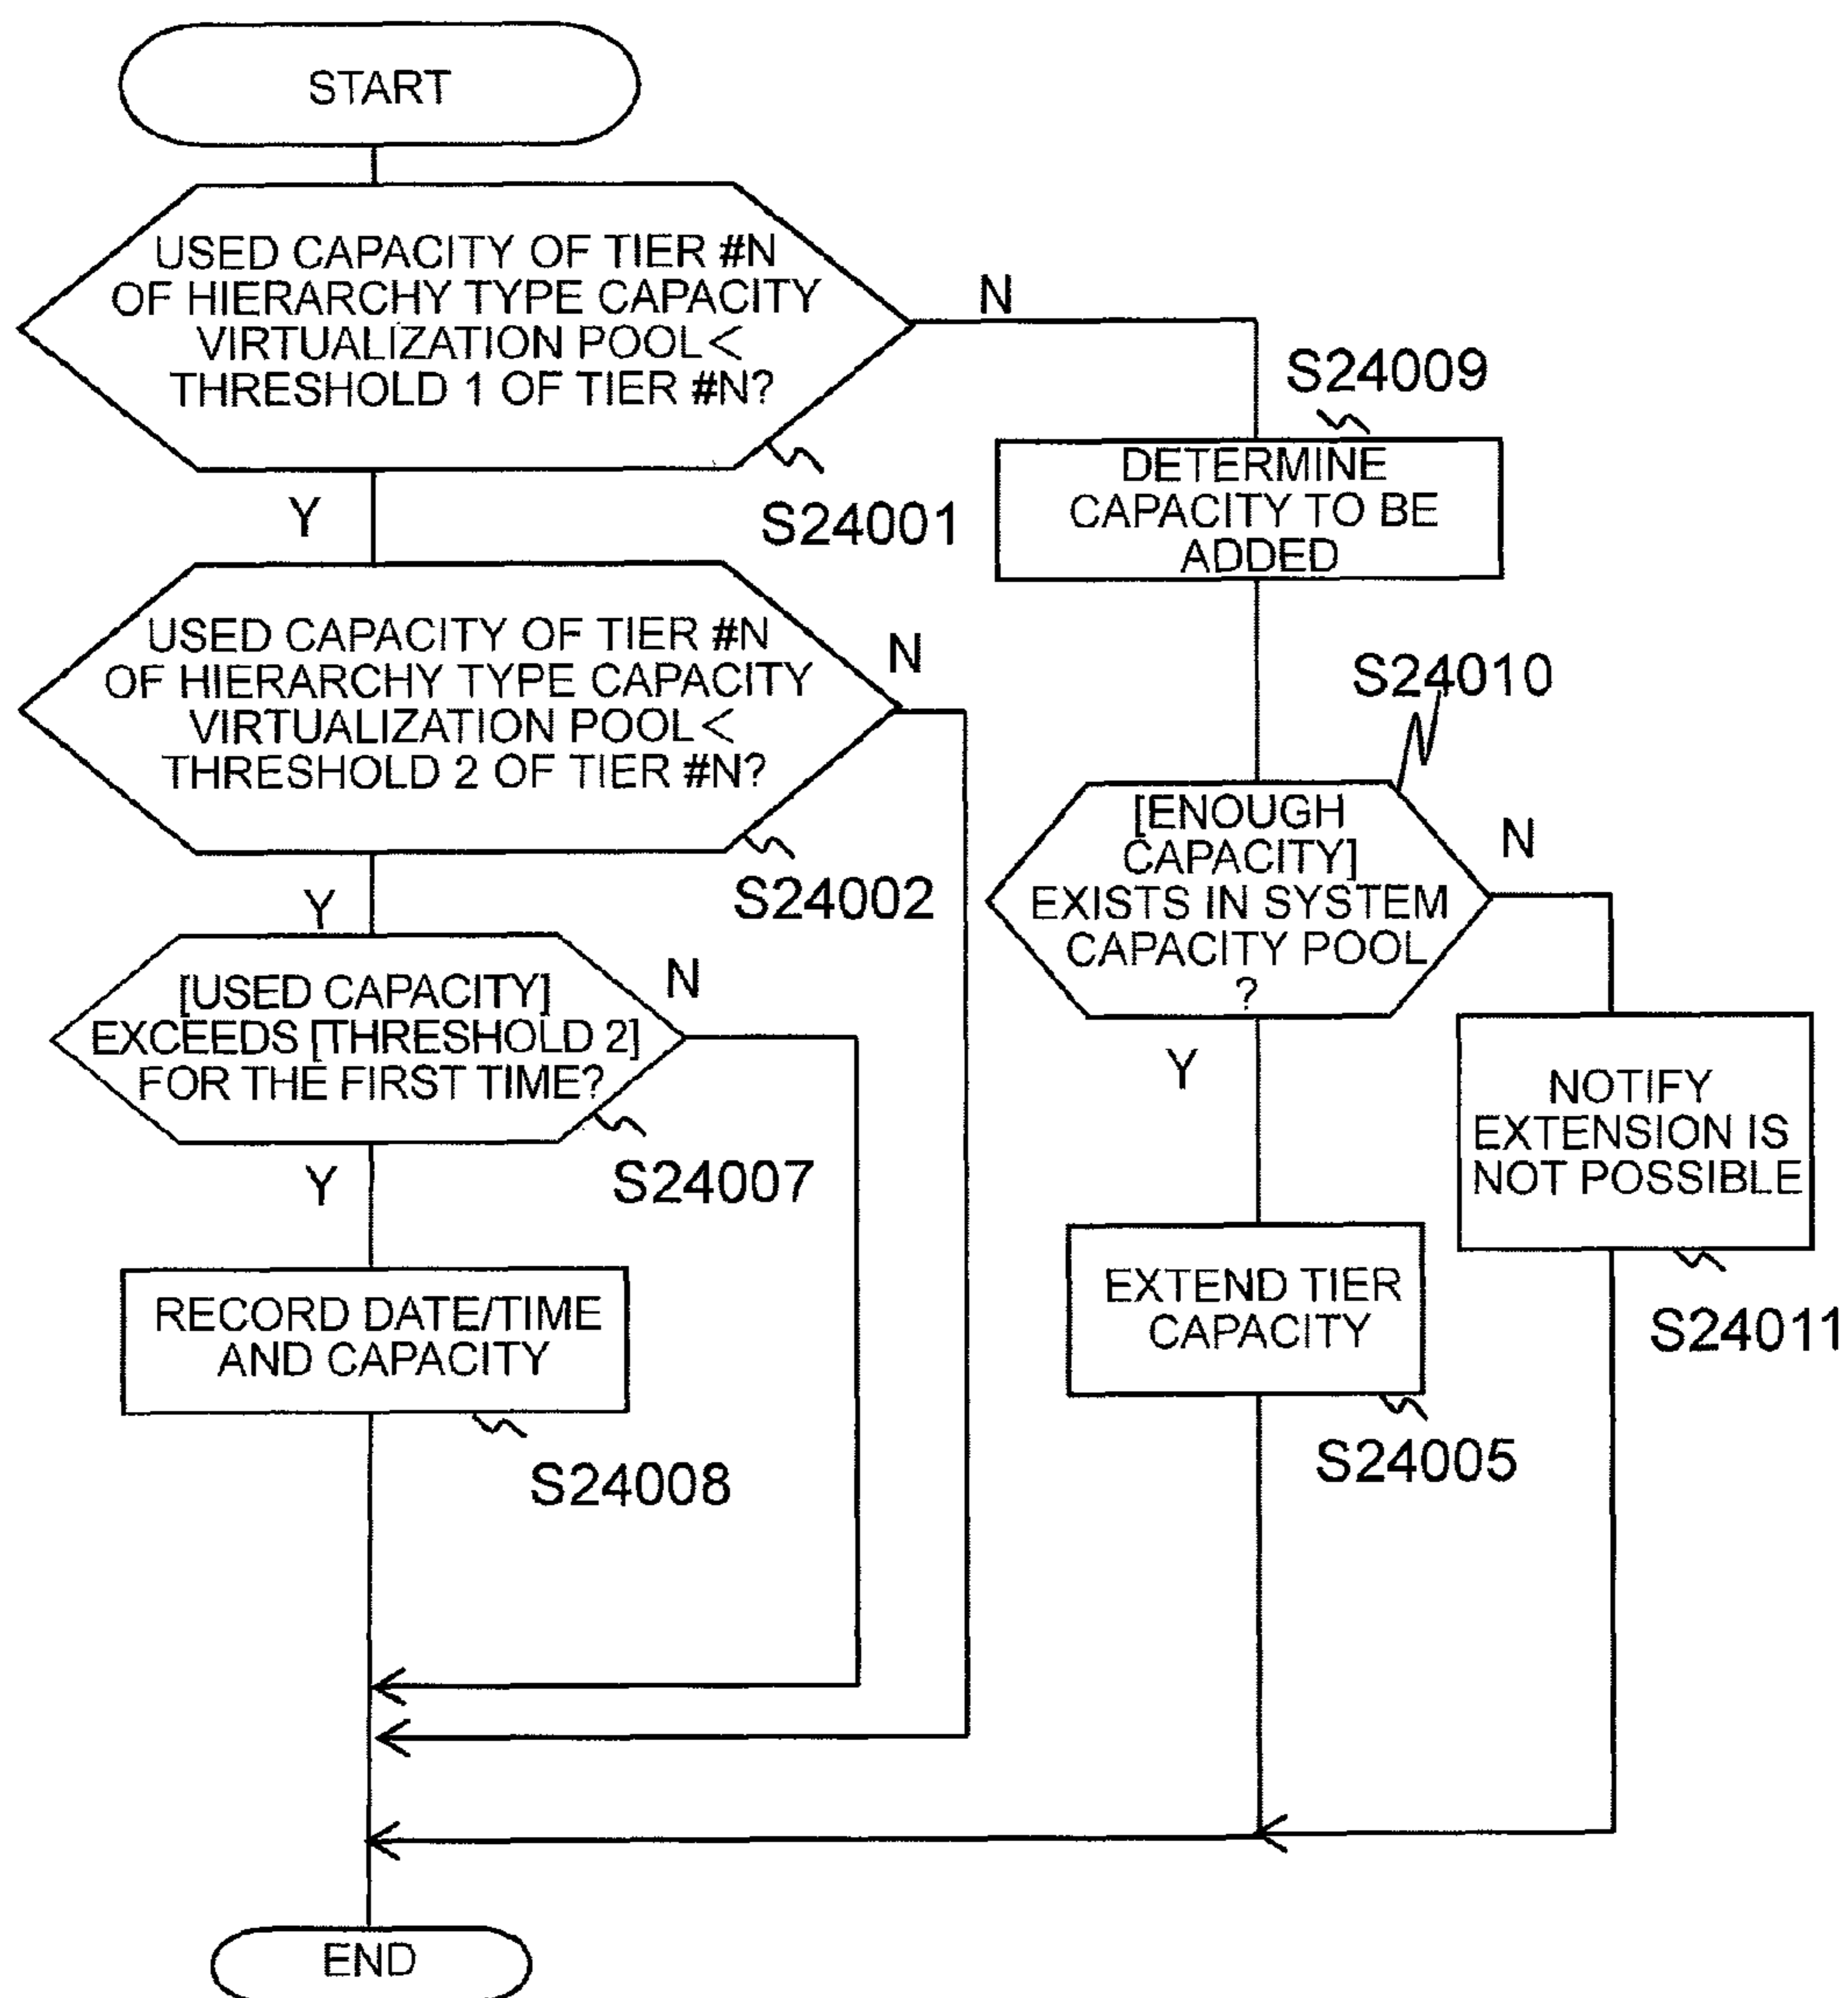 START
USED CAPACITY OF TIER #N
OF HIERARCHY TYPE CAPACITY
VIRTUALIZATION POOL<
THRESHOLD 1 OF TIER #N?
N
S24001
Y
S24009
DETERMINE
CAPACITY TO BE
ADDED
USED CAPACITY OF TIER #N
OF HIERARCHY TYPE CAPACITY
VIRTUALIZATION POOL<
THRESHOLD 2 OF TIER #N?
N
S24002
Y
S24010
[ENOUGH
CAPACITY]
EXISTS IN SYSTEM
CAPACITY POOL
?
N
Y
[USED CAPACITY]
EXCEEDS [THRESHOLD 2]
FOR THE FIRST TIME?
N
S24007
Y
NOTIFY
EXTENSION IS
NOT POSSIBLE
S24011
EXTEND TIER
CAPACITY
S24005
RECORD DATE/TIME
AND CAPACITY
S24008
END